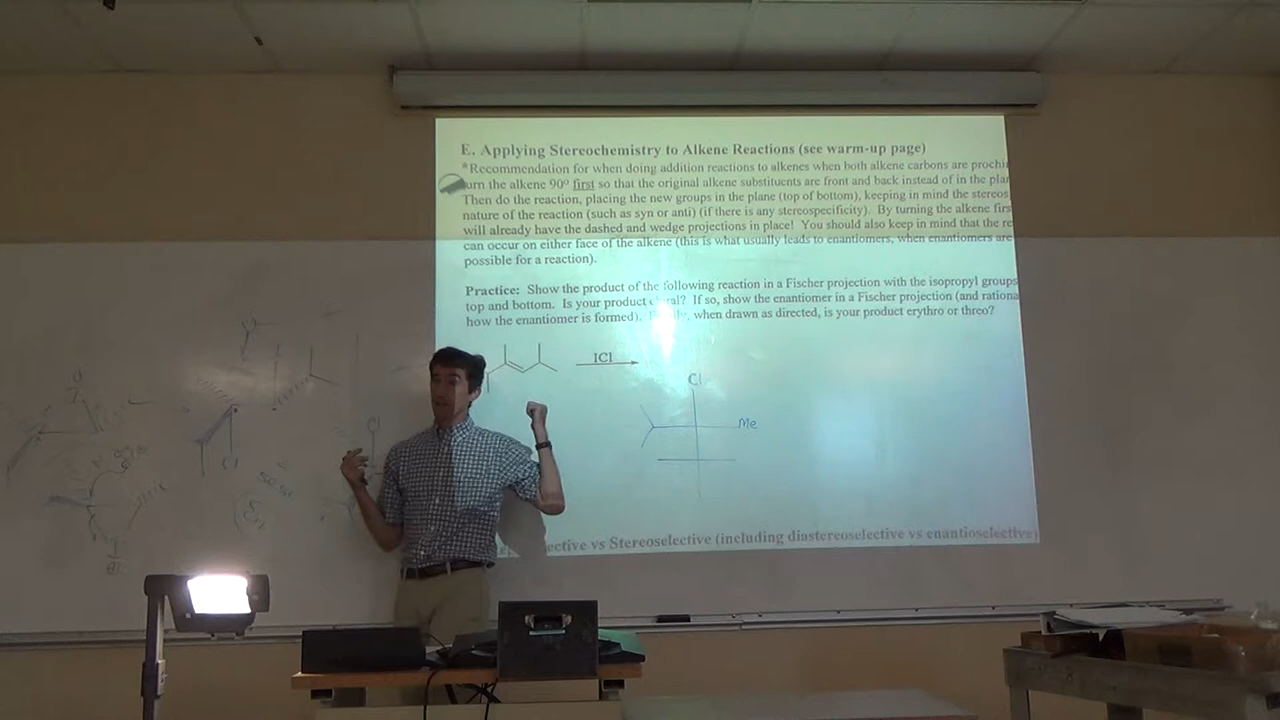 E. Applying Stereochemistry to Alkene Reactions (see warm-up page)
*Recommendation for when doing addition reactions to alkenes when both alkene carbons are prochi
urn the alkene 90º first so that the original alkene substituents are front and back instead of in the plan
Then do the reaction, placing the new groups in the plane (top of bottom), keeping in mind the stereos
nature of the reaction (such as syn or anti) (if there is any stereospecificity). By turning the alkene firs
will already have the dashed and wedge projections in place! You should also keep in mind that the re
can occur on either face of the alkene (this is what usually leads to enantiomers, when enantiomers are
possible for a reaction).
Practice: Show the product of the following reaction in a Fischer projection with the isopropyl groups
top and bottom. Is your product chiral? If so, show the enantiomer in a Fischer projection (and rationa
how the enantiomer is formed). when drawn as directed, is your product erythro or threo?
ICl
Cl
Me
Cl
Cl
ective vs Stereoselective (including diastereoselective vs enantioselective)